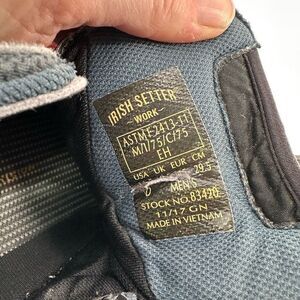 IRISH SETTER
~ WORK ~
ASTM F2413-11
M/I/75/C/75
EH
USA UK EUR CM
29.5
MEN'S
STOCK NO. 83420
11/17 GN
MADE IN VIETNAM